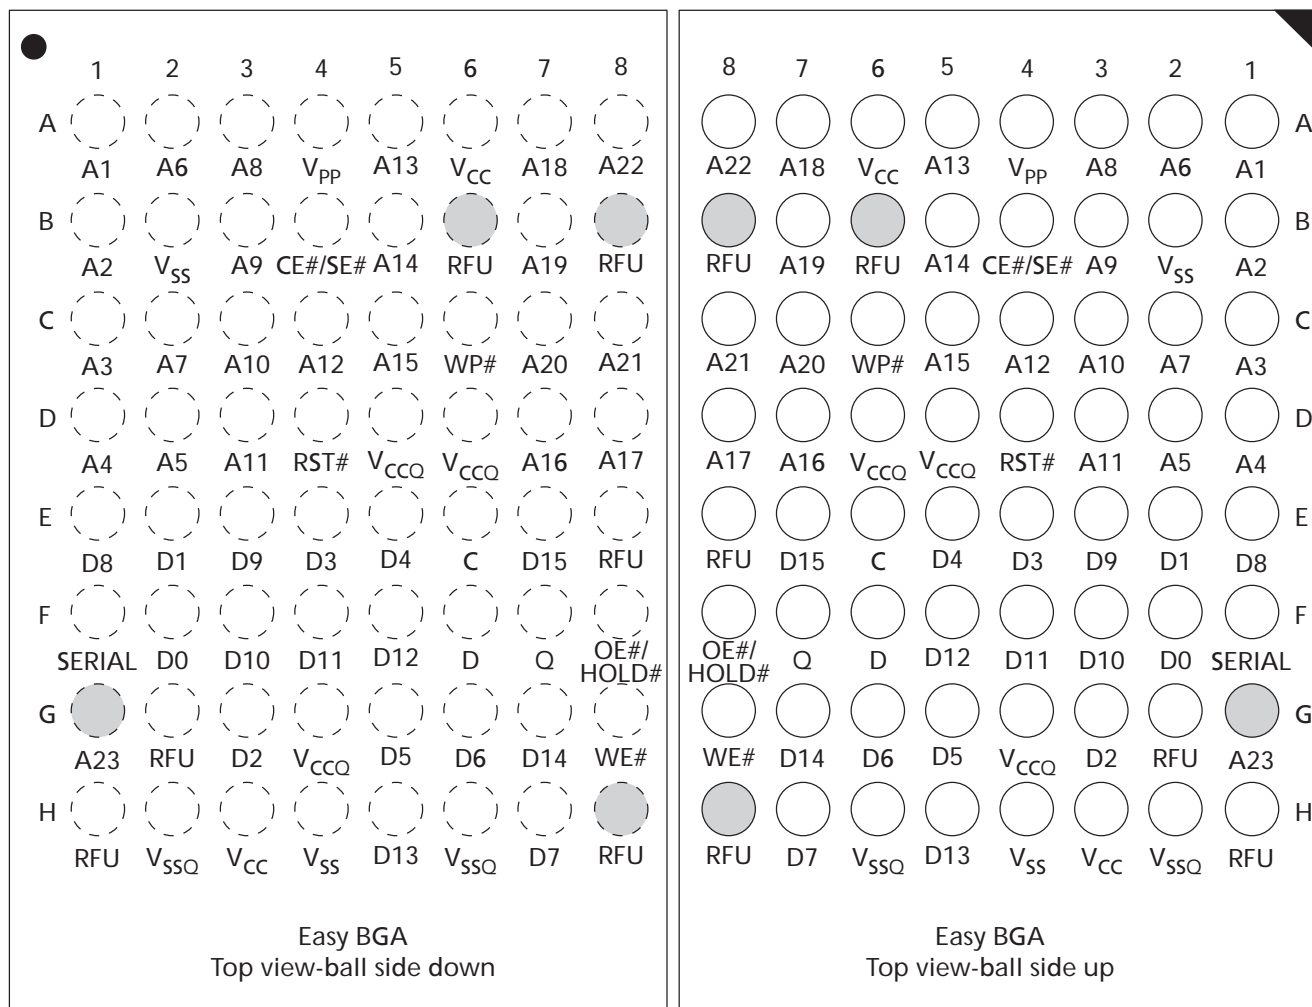 1 2 3 4 5 6 7 8
A
A1 A6 A8 VPP A13 VCC A18 A22
B
A2 VSS A9 CE#/SE# A14 RFU A19 RFU
C
A3 A7 A10 A12 A15 WP# A20 A21
D
A4 A5 A11 RST# VCCQ VCCQ A16 A17
E
D8 D1 D9 D3 D4 C D15 RFU
F
SERIAL D0 D10 D11 D12 D Q OE#/
HOLD#
G
A23 RFU D2 VCCQ D5 D6 D14 WE#
H
RFU VSSQ VCC VSS D13 VSSQ D7 RFU
Easy BGA
Top view-ball side down
8 7 6 5 4 3 2 1
A
A22 A18 VCC A13 VPP A8 A6 A1
B
RFU A19 RFU A14 CE#/SE# A9 VSS A2
C
A21 A20 WP# A15 A12 A10 A7 A3
D
A17 A16 VCCQ VCCQ RST# A11 A5 A4
E
RFU D15 C D4 D3 D9 D1 D8
F
OE#/ Q D D12 D11 D10 D0 SERIAL
HOLD#
G
WE# D14 D6 D5 VCCQ D2 RFU A23
H
RFU D7 VSSQ D13 VSS VCC VSSQ RFU
Easy BGA
Top view-ball side up